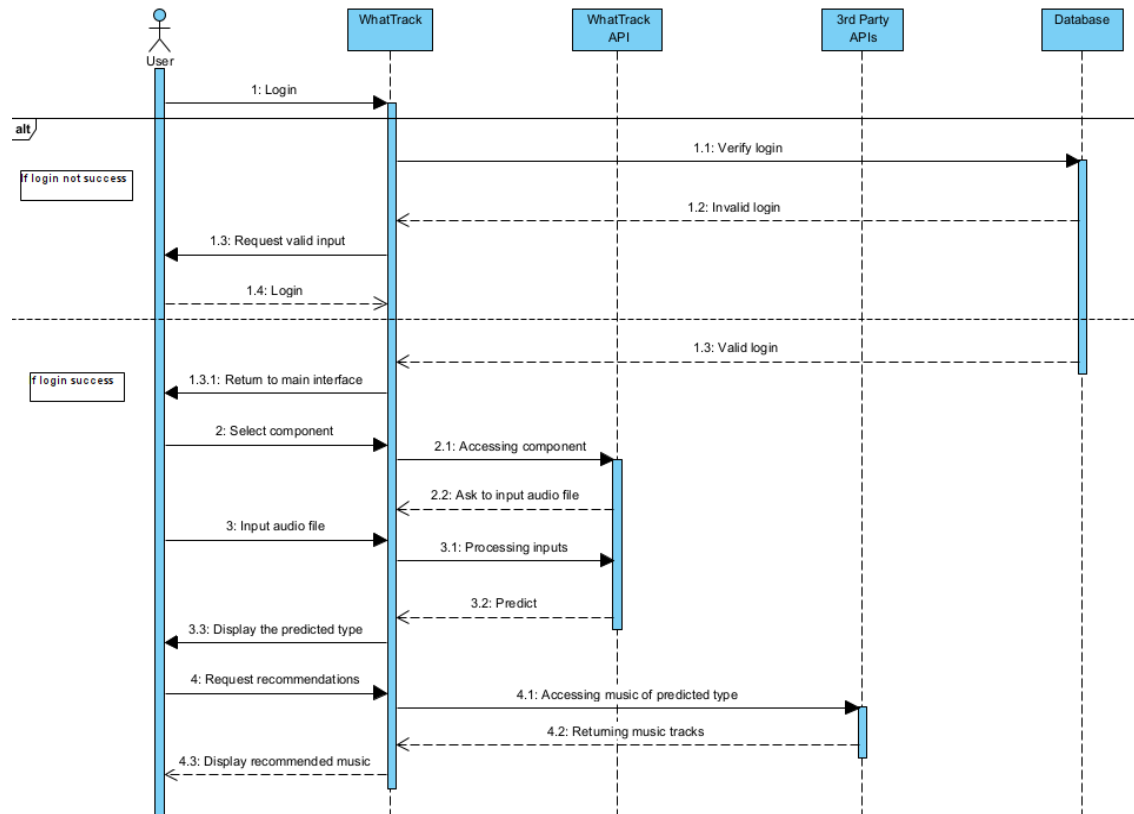 WhatTrack
WhatTrack
API
3rd Party
APIs
Database
User
1: Login
alt
1.1: Verify login
If login not success
1.2: Invalid login
1.3: Request valid input
1.4: Login
1.3: Valid login
f login success
1.3.1: Return to main interface
2: Select component
2.1: Accessing component
2.2: Ask to input audio file
3: Input audio file
3.1: Processing inputs
3.2: Predict
3.3: Display the predicted type
4: Request recommendations
4.1: Accessing music of predicted type
4.2: Returning music tracks
4.3: Display recommended music